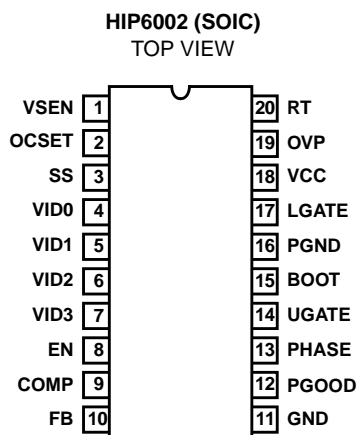 HIP6002 (SOIC)
TOP VIEW
VSEN 1 20 RT
OCSET 2 19 OVP
SS 3 18 VCC
VID0 4 17 LGATE
VID1 5 16 PGND
VID2 6 15 BOOT
VID3 7 14 UGATE
EN 8 13 PHASE
COMP 9 12 PGOOD
FB 10 11 GND